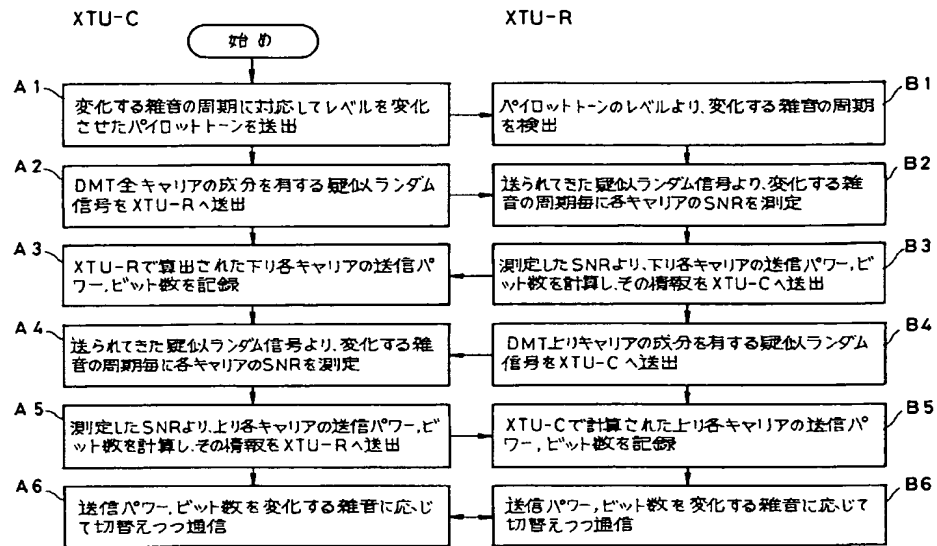 XTU-C
XTU-R
始め
A1
変化する雑音の周期に対応してレベルを変化
させたパイロットトーンを送出
B1
パイロットトーンのレベルより、変化する雑音の周期
を検出
A2
DMT全キャリアの成分を有する疑似ランダム
信号をXTU-Rへ送出
B2
送られてきた疑似ランダム信号より、変化する雑
音の周期毎に各キャリアのSNRを測定
A3
XTU-Rで算出された下り各キャリアの送信パ
ワー,ビット数を記録
B3
測定したSNRより、下り各キャリアの送信パワー,ビ
ット数を計算し、その情報をXTU-Cへ送出
A4
送られてきた疑似ランダム信号より、変化する雑
音の周期毎に各キャリアのSNRを測定
B4
DMT上りキャリアの成分を有する疑似ランダム
信号をXTU-Cへ送出
A5
測定したSNRより、上り各キャリアの送信パワー,ビ
ット数を計算し、その情報をXTU-Rへ送出
B5
XTU-Cで計算された上り各キャリアの送信パ
ワー,ビット数を記録
A6
送信パワー,ビット数を変化する雑音に応じ
て切替えつつ通信
B6
送信パワー,ビット数を変化する雑音に応じて
切替えつつ通信